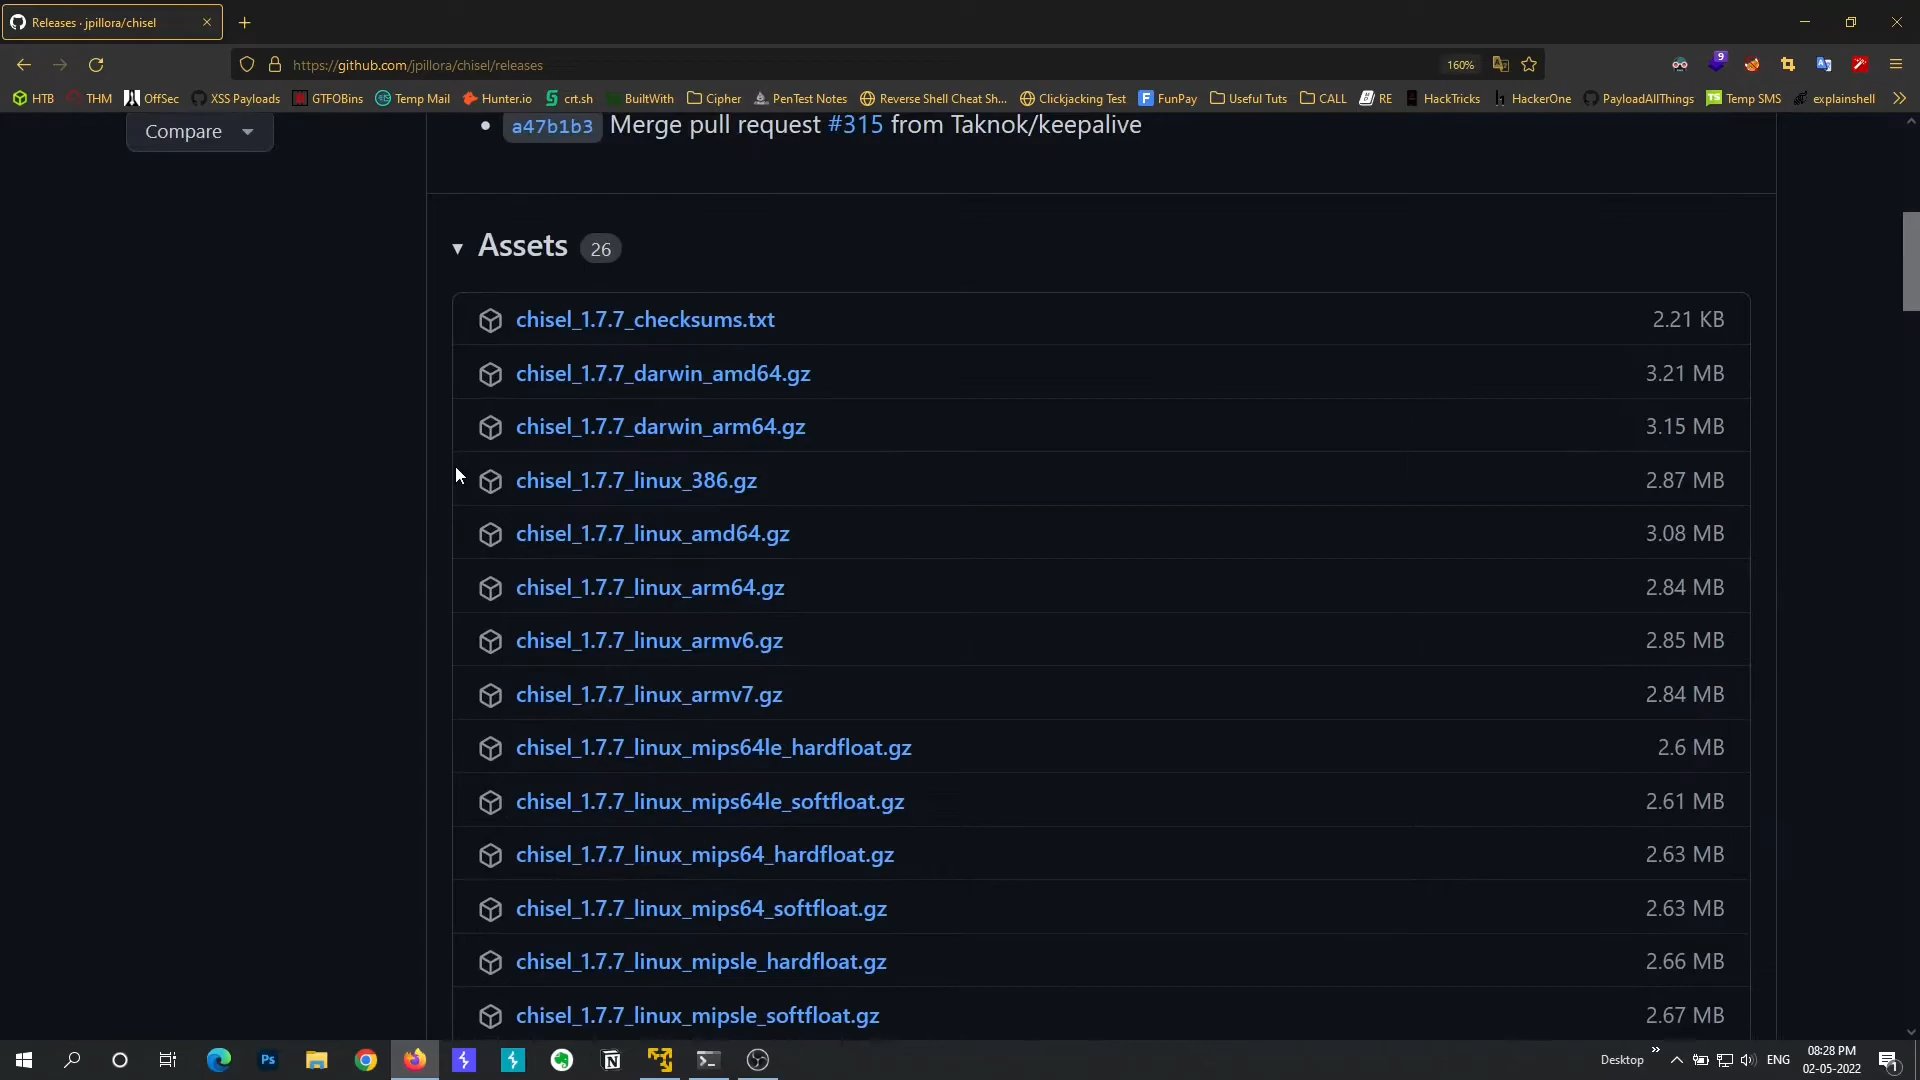 Releases · jpillora/chisel
https://github.com/jpillora/chisel/releases
160%
9
HTB
THM
OffSec
XSS Payloads
GTFOBins
Temp Mail
Hunter.io
crt.sh
BuiltWith
Cipher
PenTest Notes
Reverse Shell Cheat Sh...
Clickjacking Test
FunPay
Useful Tuts
CALL
RE
HackTricks
HackerOne
PayloadAllThings
Temp SMS
explainshell
Compare
a47b1b3 Merge pull request #315 from Taknok/keepalive
Assets 26
chisel_1.7.7_checksums.txt 2.21 KB
chisel_1.7.7_darwin_amd64.gz 3.21 MB
chisel_1.7.7_darwin_arm64.gz 3.15 MB
chisel_1.7.7_linux_386.gz 2.87 MB
chisel_1.7.7_linux_amd64.gz 3.08 MB
chisel_1.7.7_linux_arm64.gz 2.84 MB
chisel_1.7.7_linux_armv6.gz 2.85 MB
chisel_1.7.7_linux_armv7.gz 2.84 MB
chisel_1.7.7_linux_mips64le_hardfloat.gz 2.6 MB
chisel_1.7.7_linux_mips64le_softfloat.gz 2.61 MB
chisel_1.7.7_linux_mips64_hardfloat.gz 2.63 MB
chisel_1.7.7_linux_mips64_softfloat.gz 2.63 MB
chisel_1.7.7_linux_mipsle_hardfloat.gz 2.66 MB
chisel_1.7.7_linux_mipsle_softfloat.gz 2.67 MB
Ps
Desktop
ENG
08:28 PM
02-05-2022
1